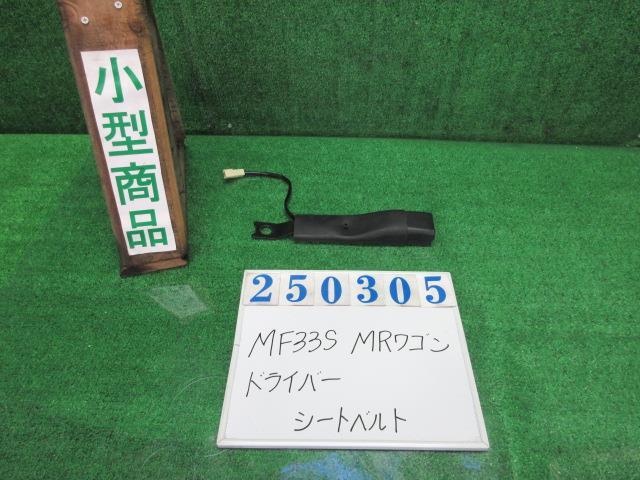 小型商品
250305
MF33S MRワゴン
ドライバー
シートベルト